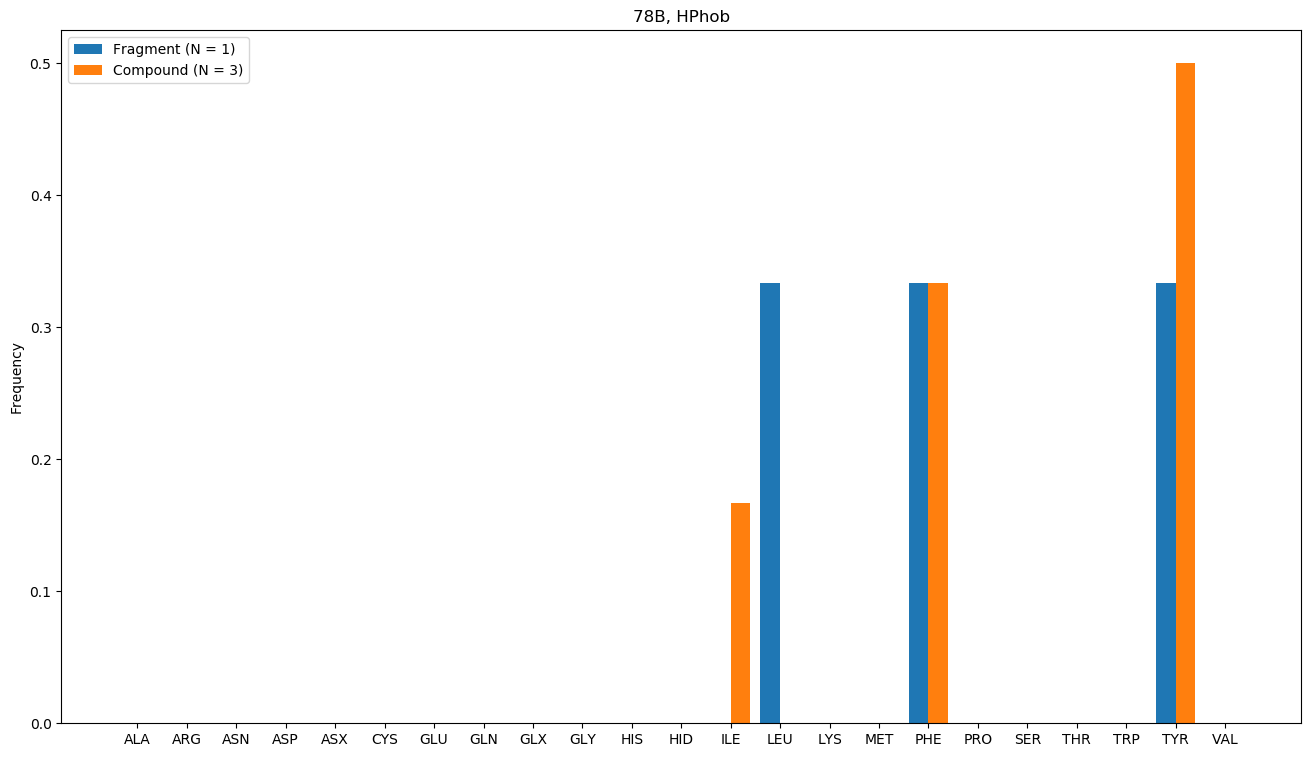 78B, HPhob
Fragment (N = 1)
Compound (N = 3)
Frequency
0.5
0.4
0.3
0.2
0.1
0.0
ALA ARG ASN ASP ASX CYS GLU GLN GLX GLY HIS HID ILE LEU LYS MET PHE PRO SER THR TRP TYR VAL